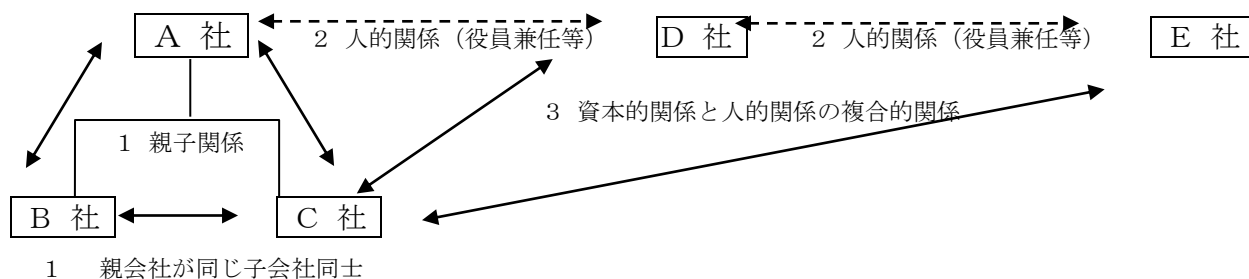 Ａ 社
２ 人的関係（役員兼任等）
Ｄ 社
２ 人的関係（役員兼任等）
Ｅ 社
３ 資本的関係と人的関係の複合的関係
１ 親子関係
Ｂ 社
Ｃ 社
１　親会社が同じ子会社同士